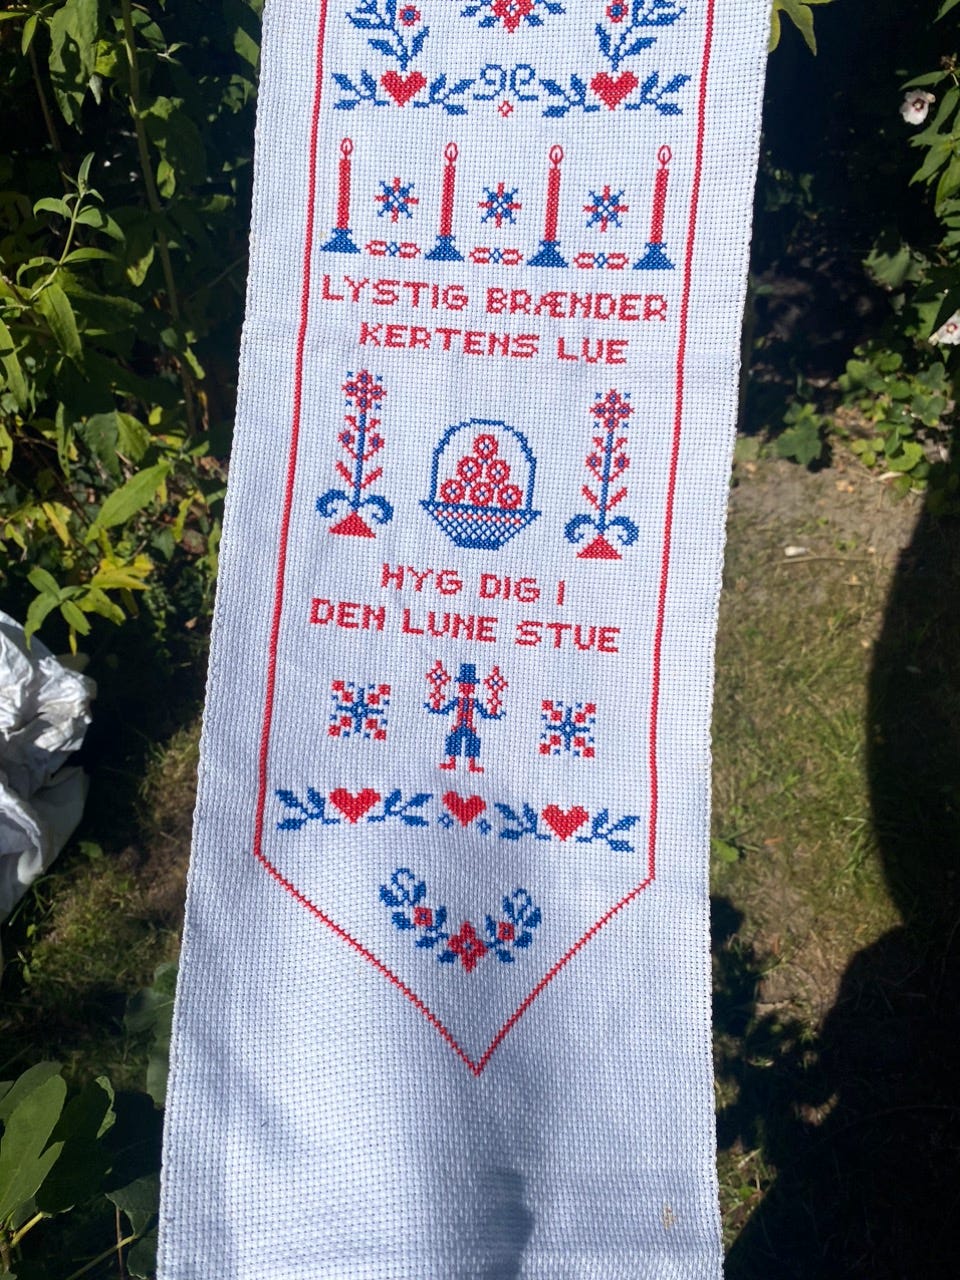 LYSTIG BRÆNDER
KERTENS LUE
HYG DIG I
DEN LUNE STUE